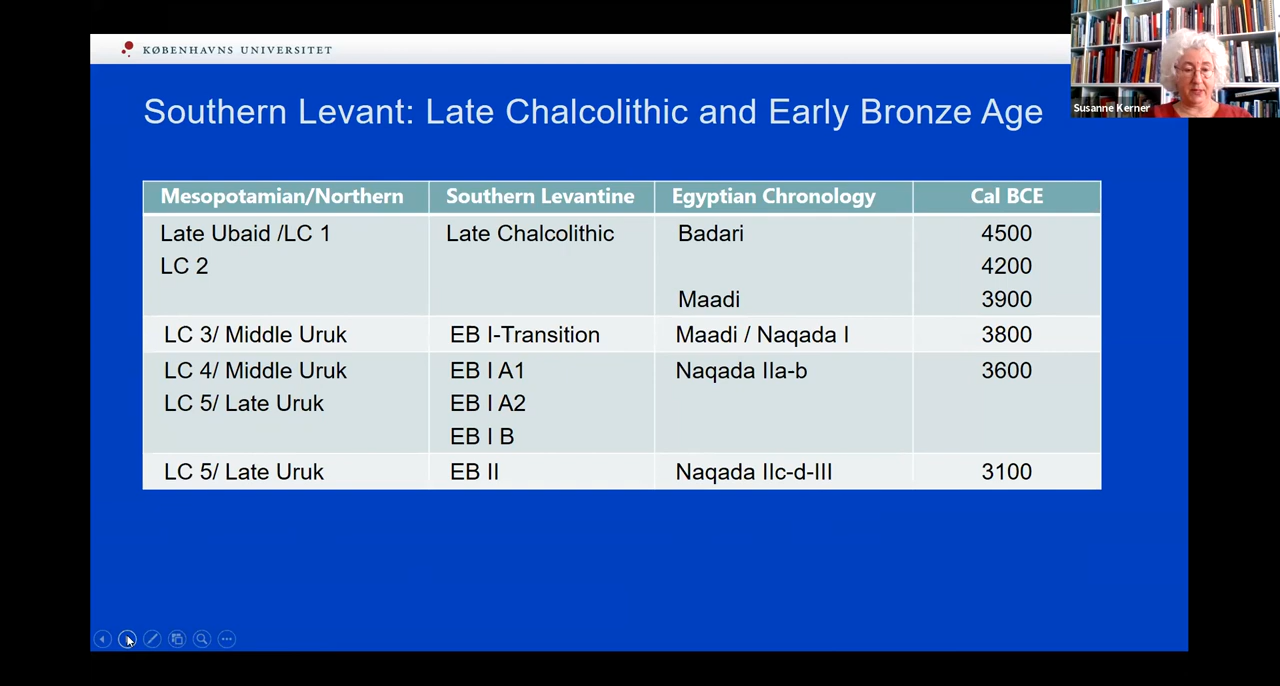 KØBENHAVNS UNIVERSITET
Susanne Kerner
Southern Levant: Late Chalcolithic and Early Bronze Age
Mesopotamian/Northern Southern Levantine Egyptian Chronology Cal BCE
Late Ubaid /LC 1 Late Chalcolithic Badari 4500
LC 2 4200
Maadi 3900
LC 3/ Middle Uruk EB I-Transition Maadi / Naqada I 3800
LC 4/ Middle Uruk EB I A1 Naqada IIa-b 3600
LC 5/ Late Uruk EB I A2
EB I B
LC 5/ Late Uruk EB II Naqada IIc-d-III 3100